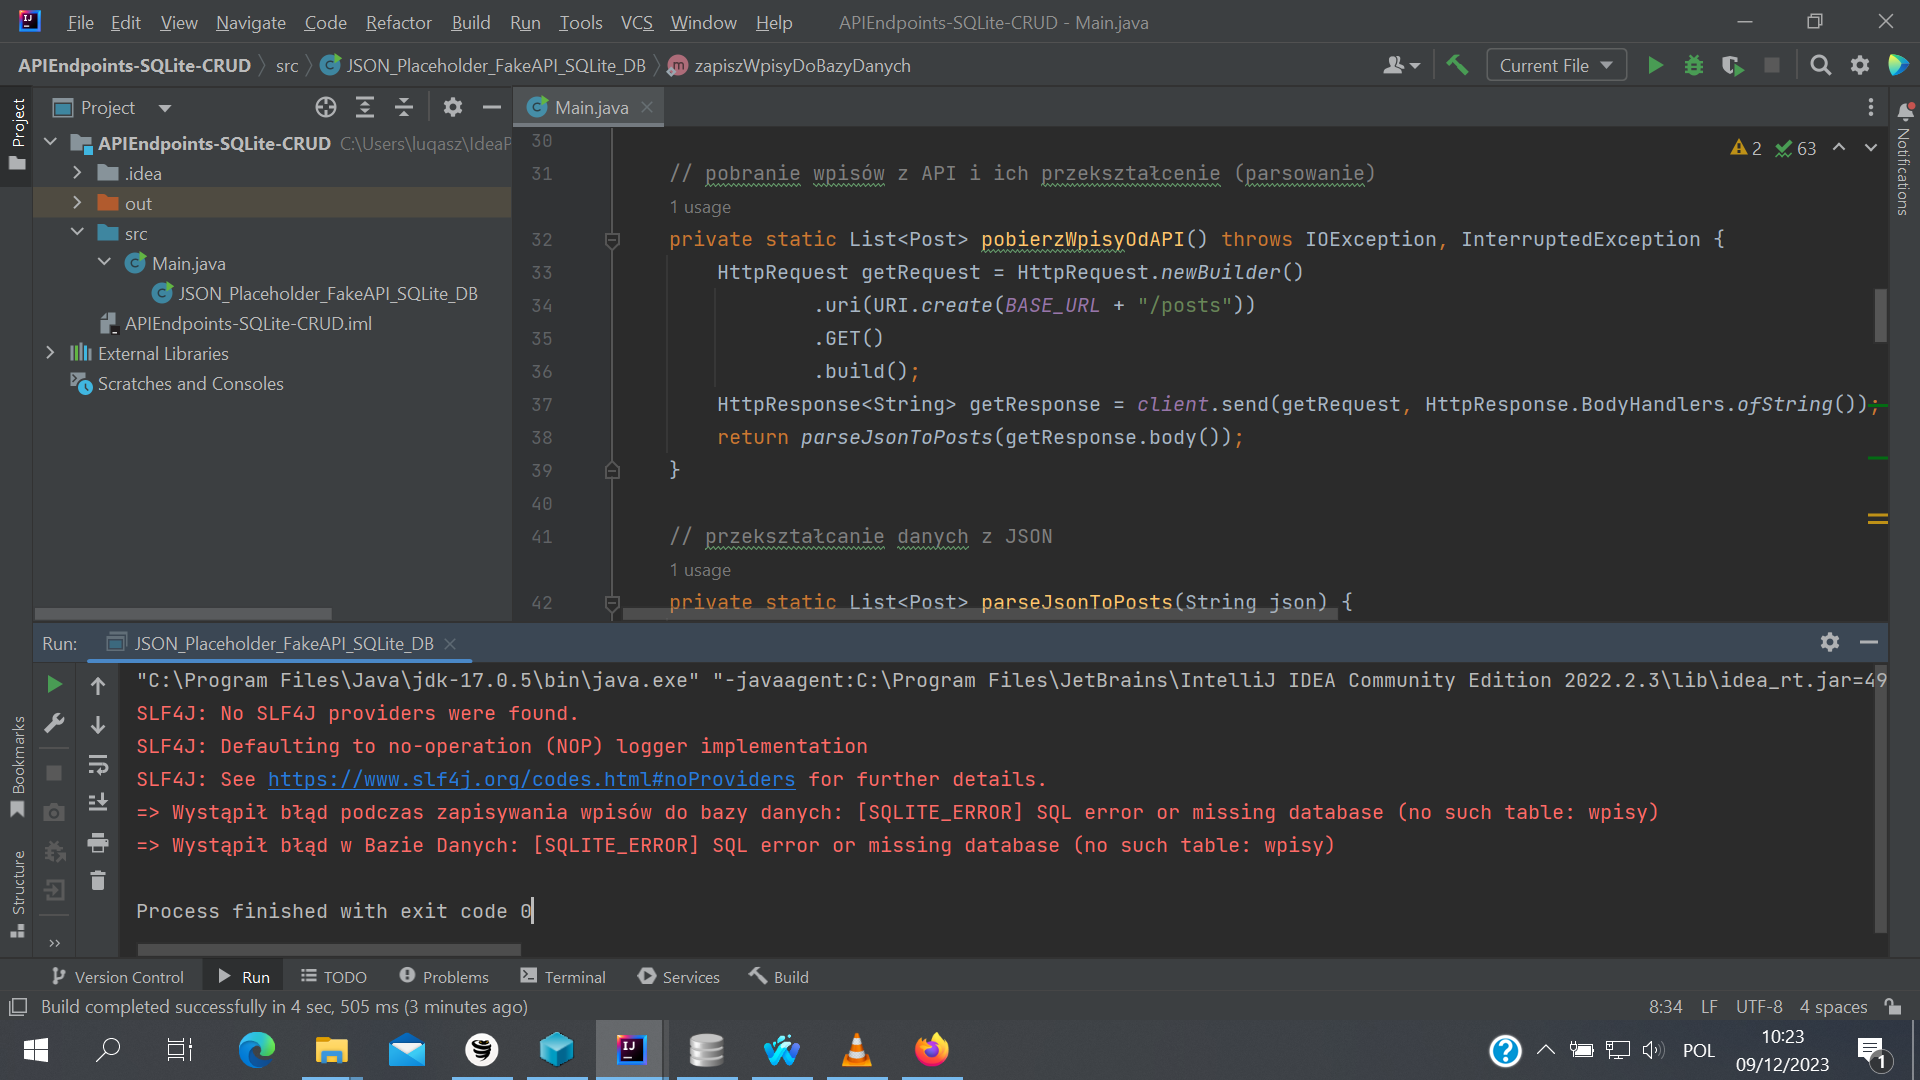 File Edit View Navigate Code Refactor Build Run Tools VCS Window Help APIEndpoints-SQLite-CRUD - Main.java
APIEndpoints-SQLite-CRUD src JSON_Placeholder_FakeAPI_SQLite_DB m zapiszWpisyDoBazyDanych Current File
Project
Project
Main.java
Notifications
APIEndpoints-SQLite-CRUD C:\Users\luqasz\IdeaP
.idea
out
src
Main.java
JSON_Placeholder_FakeAPI_SQLite_DB
APIEndpoints-SQLite-CRUD.iml
External Libraries
Scratches and Consoles
2 63
30
31 // pobranie wpisów z API i ich przekształcenie (parsowanie)
1 usage
32 private static List<Post> pobierzWpisyOdAPI() throws IOException, InterruptedException {
33 HttpRequest getRequest = HttpRequest.newBuilder()
34 .uri(URI.create(BASE_URL + "/posts"))
35 .GET()
36 .build();
37 HttpResponse<String> getResponse = client.send(getRequest, HttpResponse.BodyHandlers.ofString());
38 return parseJsonToPosts(getResponse.body());
39 }
40
41 // przekształcanie danych z JSON
1 usage
42 private static List<Post> parseJsonToPosts(String json) {
Run: JSON_Placeholder_FakeAPI_SQLite_DB
"C:\Program Files\Java\jdk-17.0.5\bin\java.exe" "-javaagent:C:\Program Files\JetBrains\IntelliJ IDEA Community Edition 2022.2.3\lib\idea_rt.jar=49
SLF4J: No SLF4J providers were found.
SLF4J: Defaulting to no-operation (NOP) logger implementation
SLF4J: See https://www.slf4j.org/codes.html#noProviders for further details.
=> Wystąpił błąd podczas zapisywania wpisów do bazy danych: [SQLITE_ERROR] SQL error or missing database (no such table: wpisy)
=> Wystąpił błąd w Bazie Danych: [SQLITE_ERROR] SQL error or missing database (no such table: wpisy)
Process finished with exit code 0
Bookmarks
Structure
Version Control Run TODO Problems Terminal Services Build
Build completed successfully in 4 sec, 505 ms (3 minutes ago) 8:34 LF UTF-8 4 spaces
POL
10:23
09/12/2023
1